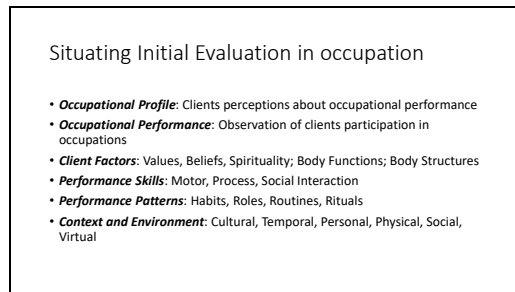 Situating Initial Evaluation in occupation
• Occupational Profile: Clients perceptions about occupational performance
• Occupational Performance: Observation of clients participation in
occupations
• Client Factors: Values, Beliefs, Spirituality; Body Functions; Body Structures
• Performance Skills: Motor, Process, Social Interaction
• Performance Patterns: Habits, Roles, Routines, Rituals
• Context and Environment: Cultural, Temporal, Personal, Physical, Social,
Virtual